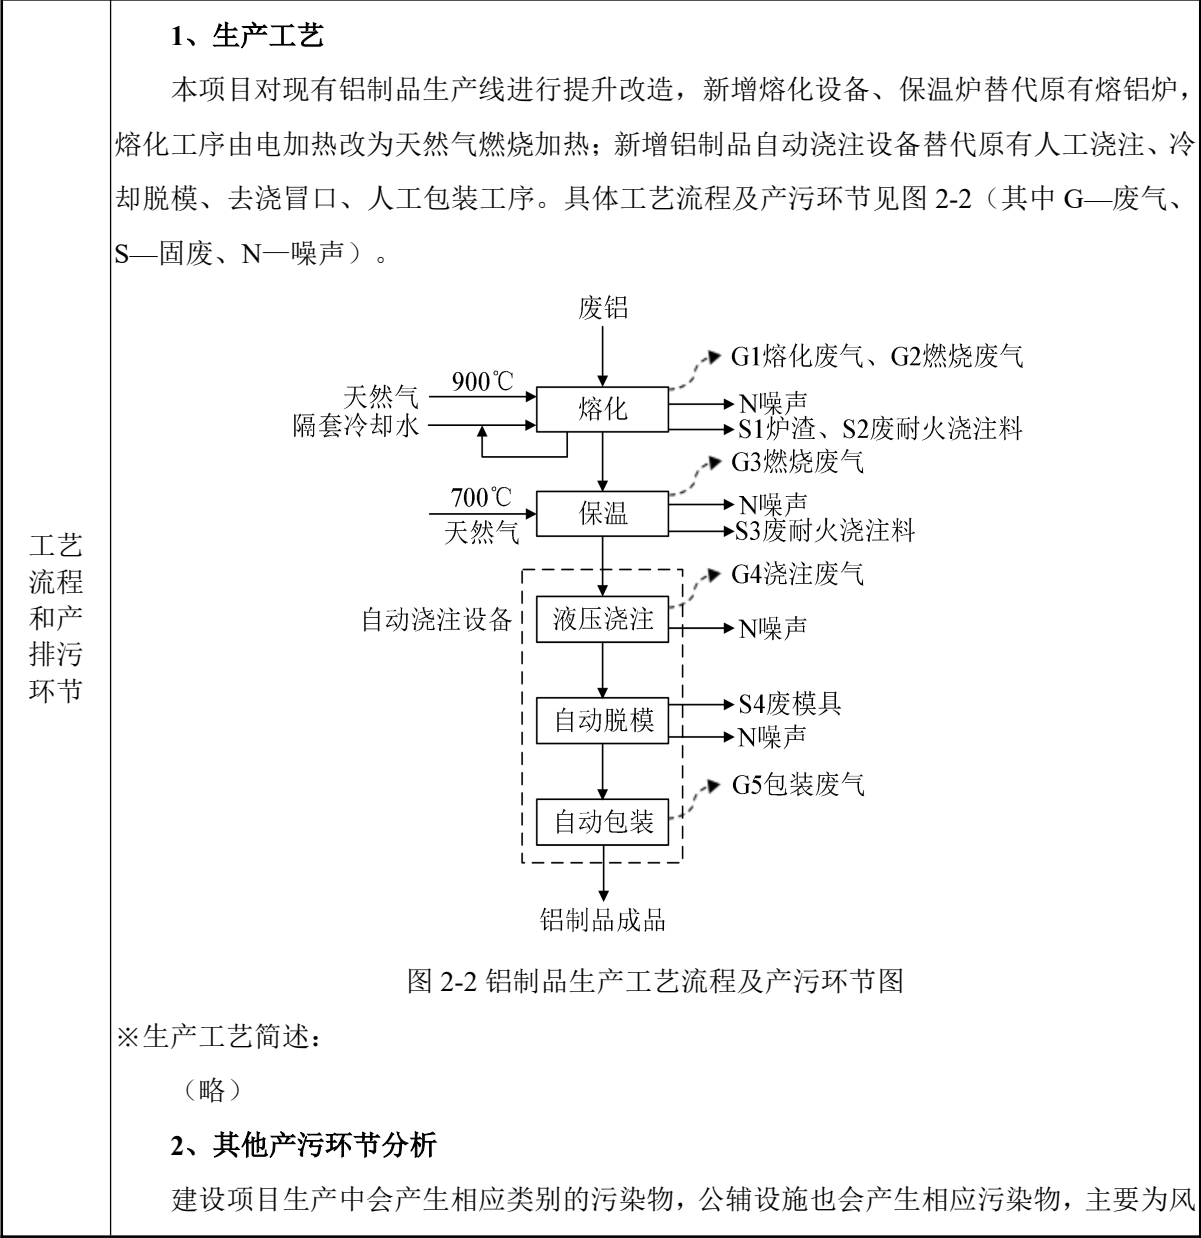 1、生产工艺
本项目对现有铝制品生产线进行提升改造，新增熔化设备、保温炉替代原有熔铝炉，
熔化工序由电加热改为天然气燃烧加热；新增铝制品自动浇注设备替代原有人工浇注、冷
却脱模、去浇冒口、人工包装工序。具体工艺流程及产污环节见图 2-2（其中 G—废气、
S—固废、N—噪声）。
废铝
G1熔化废气、G2燃烧废气
900℃
天然气
熔化
N噪声
隔套冷却水
S1炉渣、S2废耐火浇注料
G3燃烧废气
700℃
天然气
保温
N噪声
S3废耐火浇注料
G4浇注废气
自动浇注设备
液压浇注
N噪声
S4废模具
自动脱模
N噪声
G5包装废气
自动包装
铝制品成品
图 2-2 铝制品生产工艺流程及产污环节图
工艺
流程
和产
排污
环节
※生产工艺简述：
（略）
2、其他产污环节分析
建设项目生产中会产生相应类别的污染物，公辅设施也会产生相应污染物，主要为风